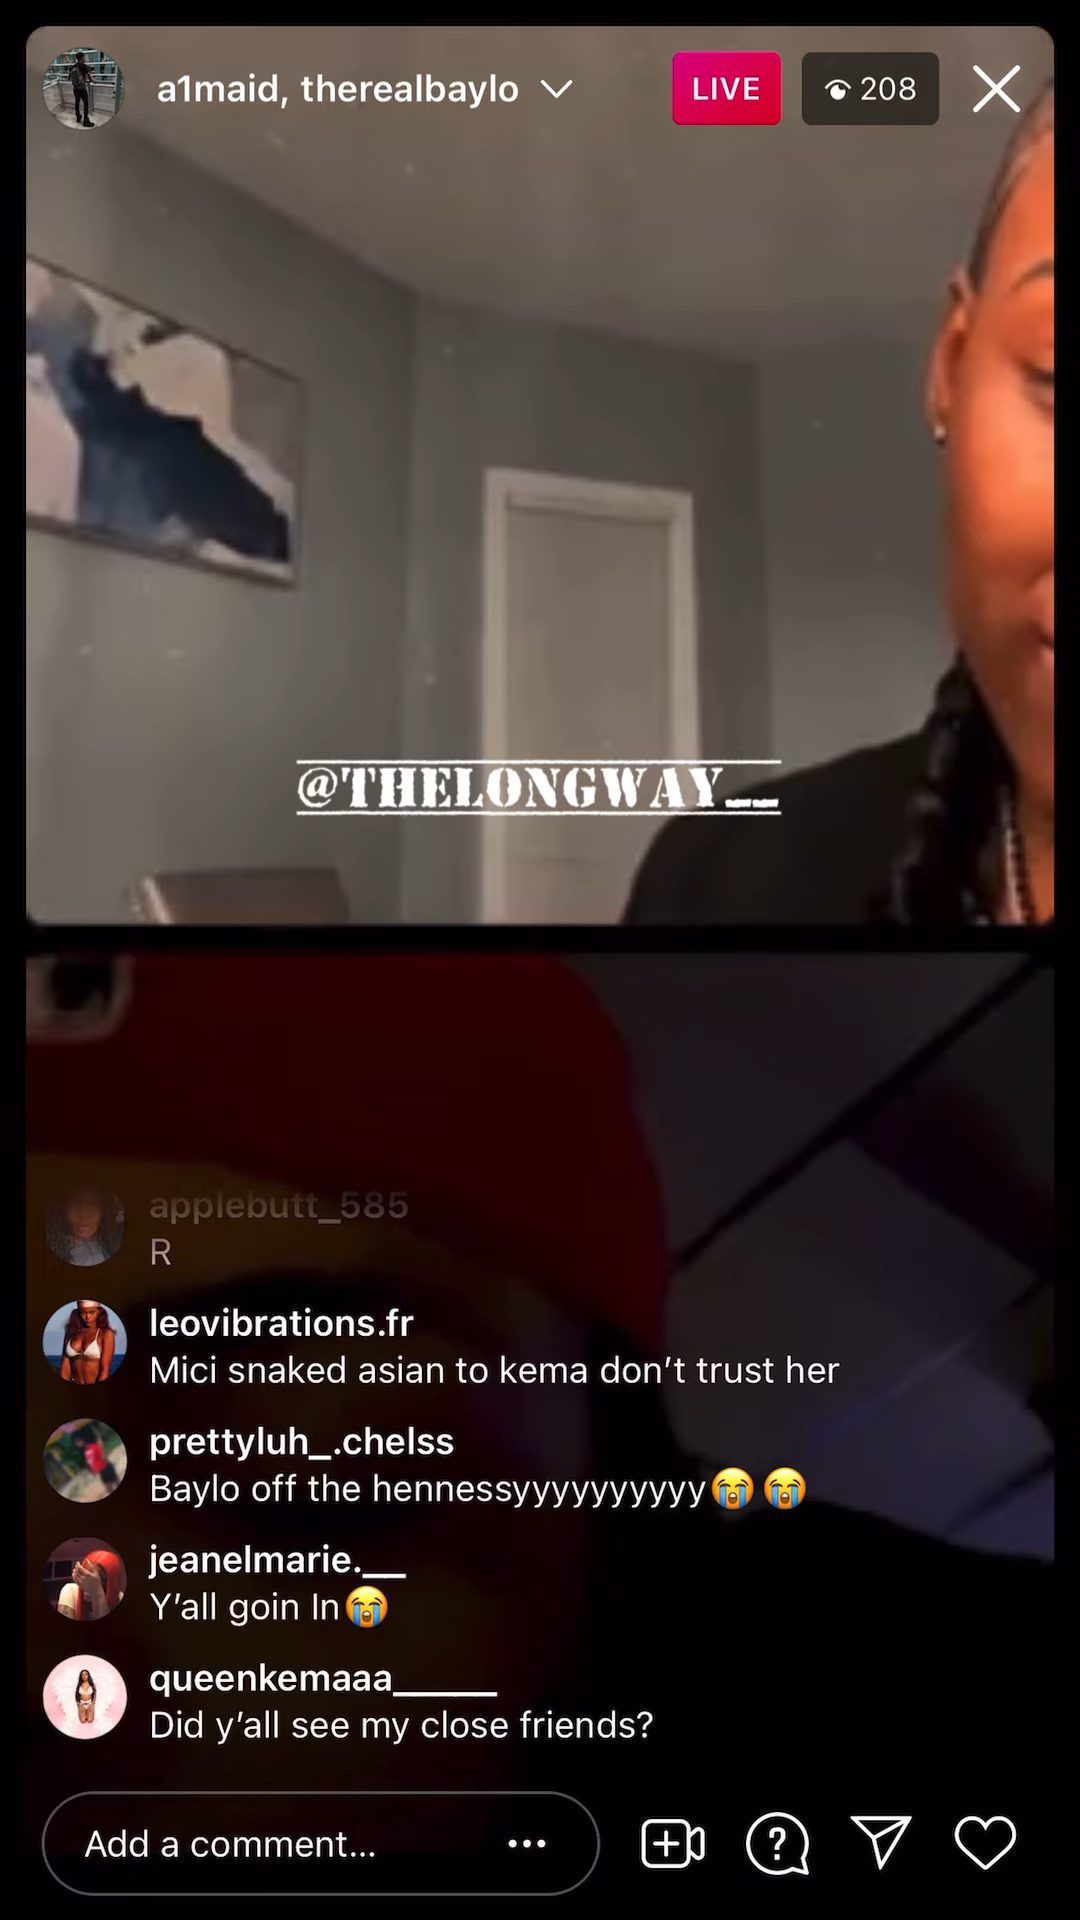 a1maid, therealbaylo
LIVE
208
@THELONGWAY__
applebutt_585
R
leovibrations.fr
Mici snaked asian to kema don’t trust her
prettyluh_.chelss
Baylo off the hennessyyyyyyyyyy😭😭
jeanelmarie.__
Y’all goin In😭
queenkemaaa_____
Did y’all see my close friends?
Add a comment...